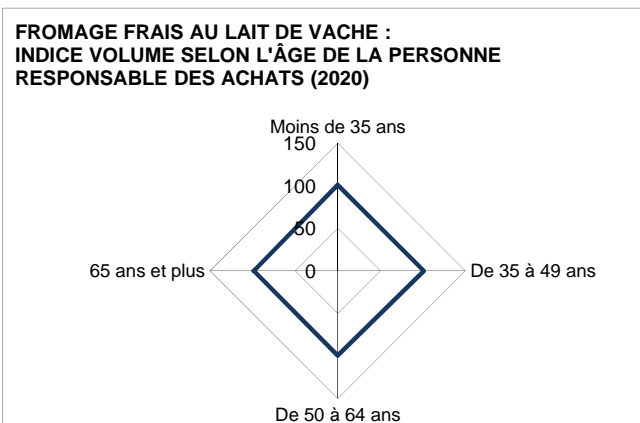 FROMAGE FRAIS AU LAIT DE VACHE :
INDICE VOLUME SELON L'ÂGE DE LA PERSONNE
RESPONSABLE DES ACHATS (2020)
Moins de 35 ans
150
100
50
65 ans et plus
0
De 35 à 49 ans
De 50 à 64 ans